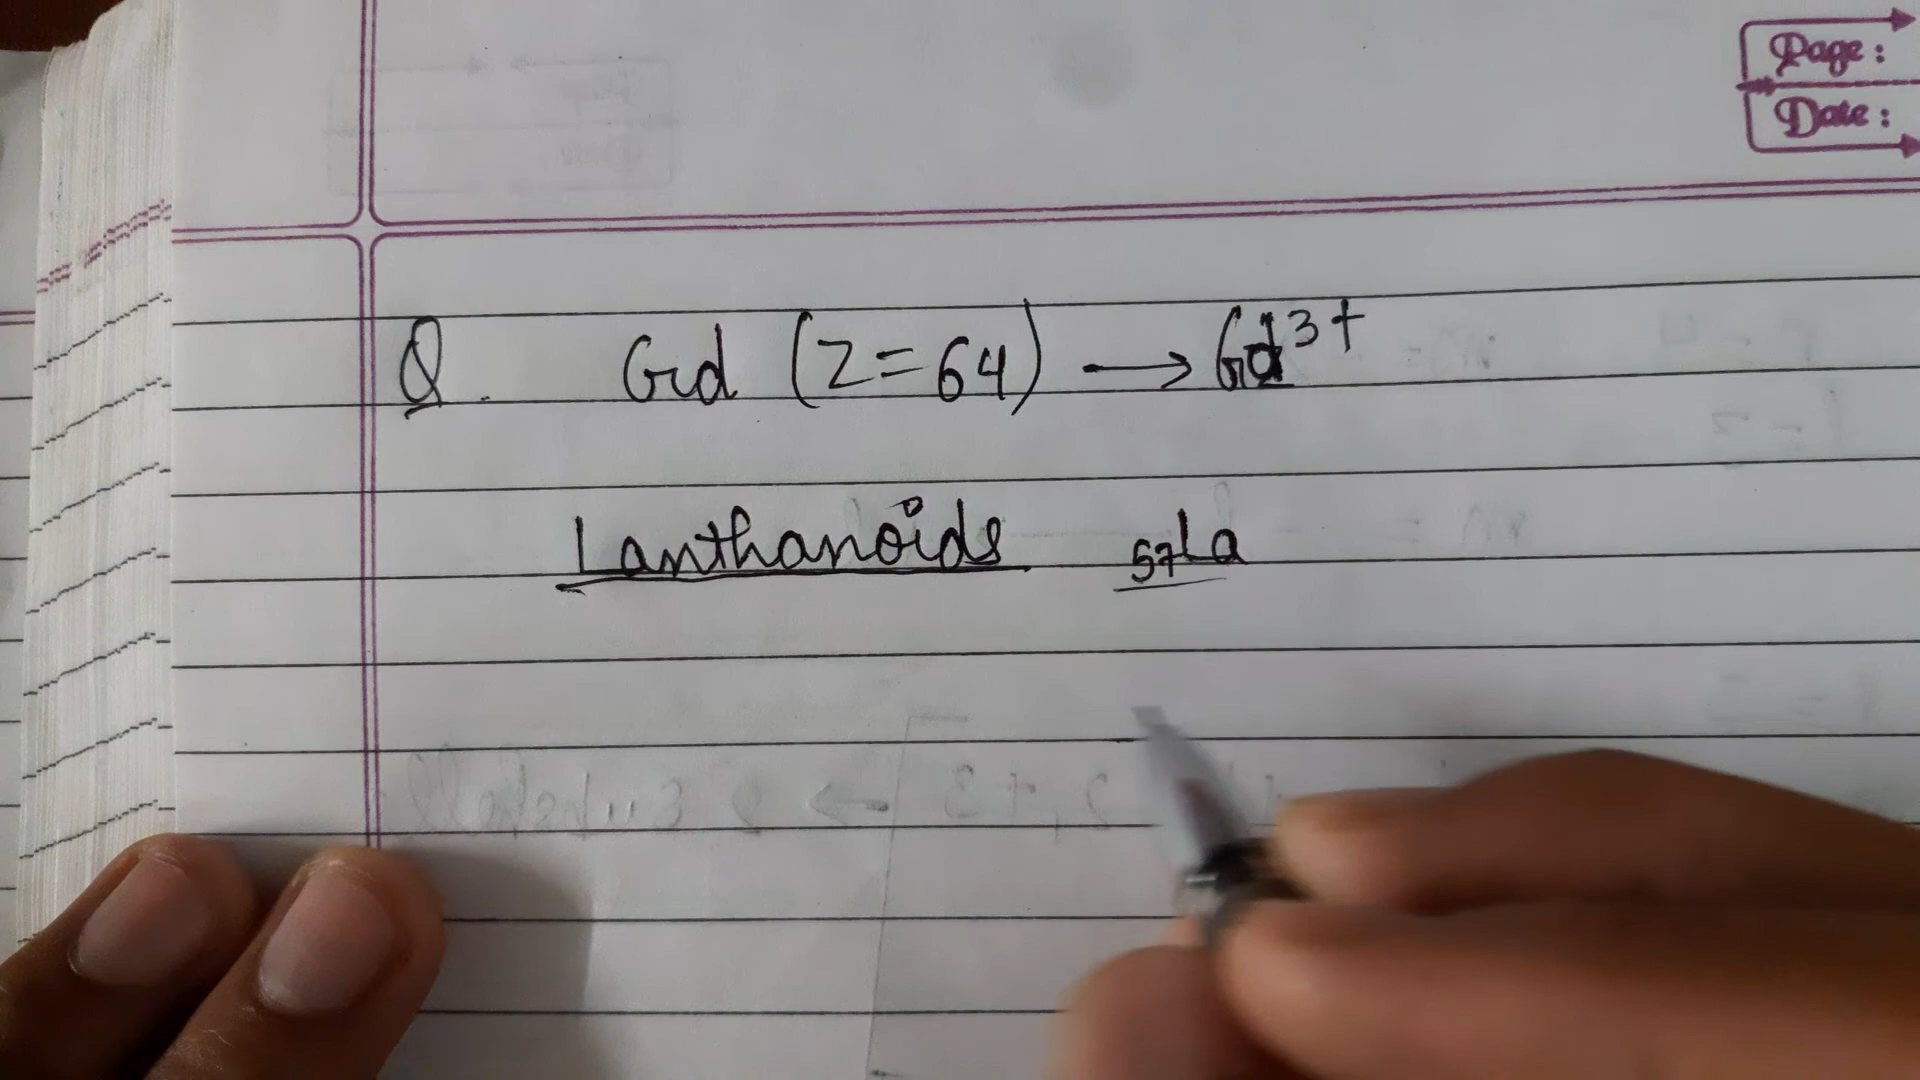 Page:
Date:
Q. Gd (Z=64) → Gd³⁺
Lanthanoids ₅₇La